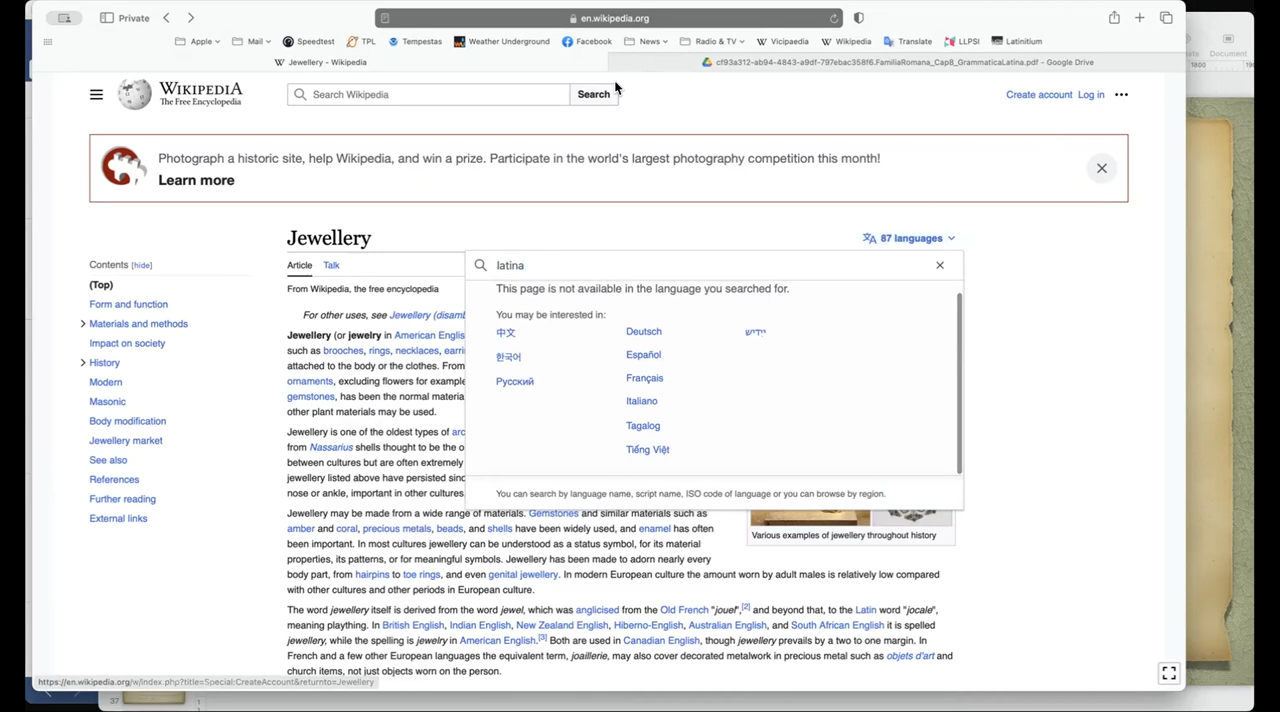 Private
en.wikipedia.org
Apple
Mail
Speedtest
TPL
Tempestas
Weather Underground
Facebook
News
Radio & TV
Vicipaedia
Wikipedia
Translate
LLPSI
Latinitium
Jewellery - Wikipedia
cf93a312-ab94-4843-a9df-797ebac358f6.FamiliaRomana_Cap8_GrammaticaLatina.pdf - Google Drive
WIKIPEDIA
The Free Encyclopedia
Search Wikipedia
Search
Create account Log in
Photograph a historic site, help Wikipedia, and win a prize. Participate in the world's largest photography competition this month!
Learn more
Jewellery
87 languages
Contents [hide]
(Top)
Form and function
Materials and methods
Impact on society
History
Modern
Masonic
Body modification
Jewellery market
See also
References
Further reading
External links
Article Talk
From Wikipedia, the free encyclopedia
For other uses, see Jewellery (disamb
latina
This page is not available in the language you searched for.
You may be interested in:
中文
한국어
Русский
Deutsch
Español
Français
Italiano
Tagalog
Tiếng Việt
ייִדיש
You can search by language name, script name, ISO code of language or you can browse by region.
Jewellery (or jewelry in American Englis
such as brooches, rings, necklaces, earri
attached to the body or the clothes. From
ornaments, excluding flowers for example
gemstones, has been the normal materia
other plant materials may be used.
Jewellery is one of the oldest types of arc
from Nassarius shells thought to be the o
between cultures but are often extremely
jewellery listed above have persisted sinc
nose or ankle, important in other cultures
Various examples of jewellery throughout history
Jewellery may be made from a wide range of materials. Gemstones and similar materials such as
amber and coral, precious metals, beads, and shells have been widely used, and enamel has often
been important. In most cultures jewellery can be understood as a status symbol, for its material
properties, its patterns, or for meaningful symbols. Jewellery has been made to adorn nearly every
body part, from hairpins to toe rings, and even genital jewellery. In modern European culture the amount worn by adult males is relatively low compared
with other cultures and other periods in European culture.
The word jewellery itself is derived from the word jewel, which was anglicised from the Old French "jouel",[2] and beyond that, to the Latin word "jocale",
meaning plaything. In British English, Indian English, New Zealand English, Hiberno-English, Australian English, and South African English it is spelled
jewellery, while the spelling is jewelry in American English.[3] Both are used in Canadian English, though jewellery prevails by a two to one margin. In
French and a few other European languages the equivalent term, joaillerie, may also cover decorated metalwork in precious metal such as objets d'art and
church items, not just objects worn on the person.
https://en.wikipedia.org/w/index.php?title=Special:CreateAccount&returnto=Jewellery
Document
1800
37